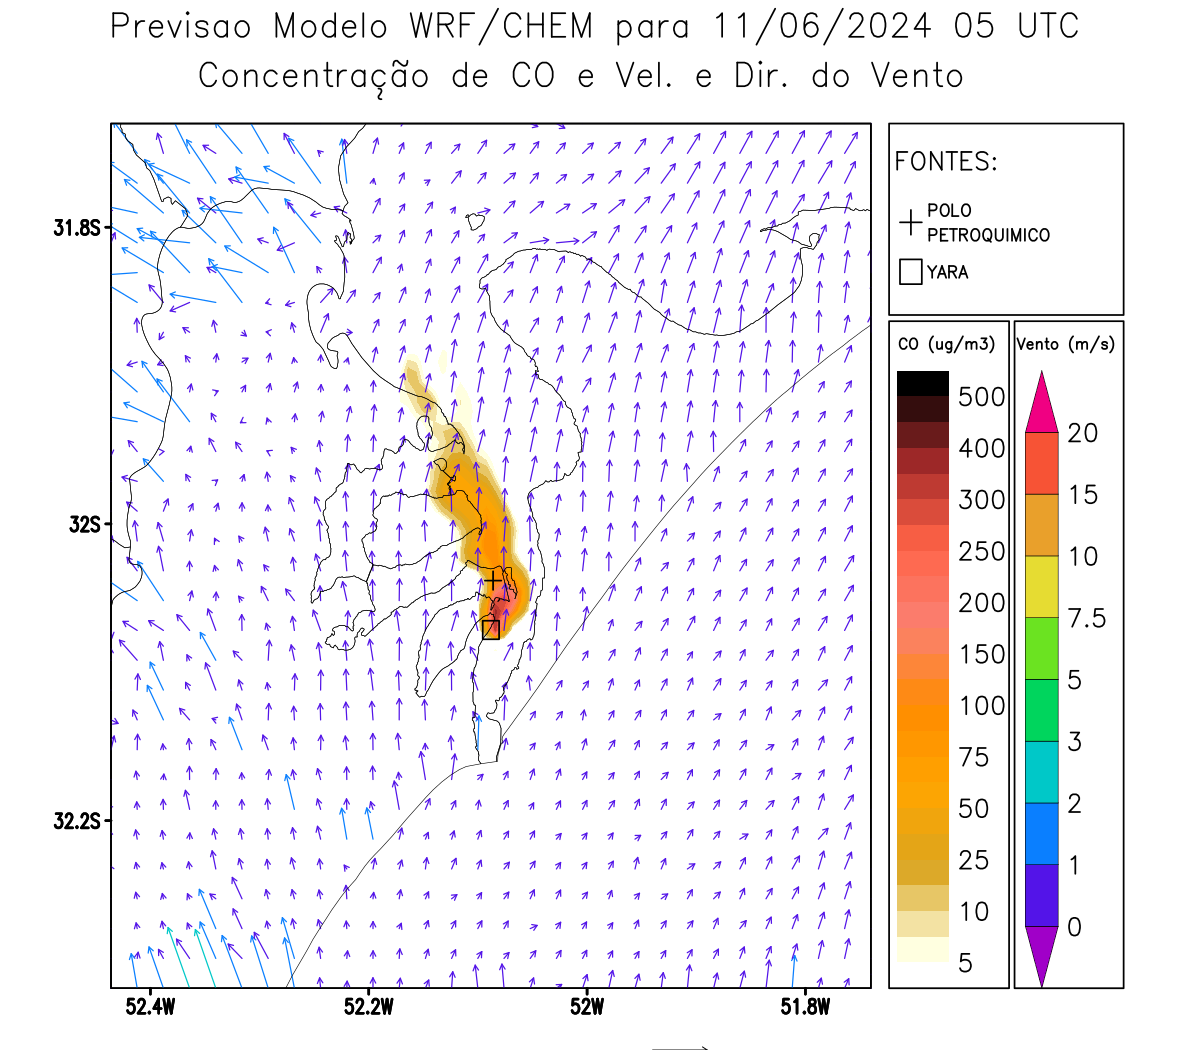 Previsao Modelo WRF/CHEM para 11/06/2024 05 UTC
Concentração de CO e Vel. e Dir. do Vento
FONTES:
POLO
PETROQUIMICO
YARA
CO (ug/m3)
500
400
300
250
200
150
100
75
50
25
10
5
Vento (m/s)
20
15
10
7.5
5
3
2
1
0
31.8S
32S
32.2S
52.4W
52.2W
52W
51.8W